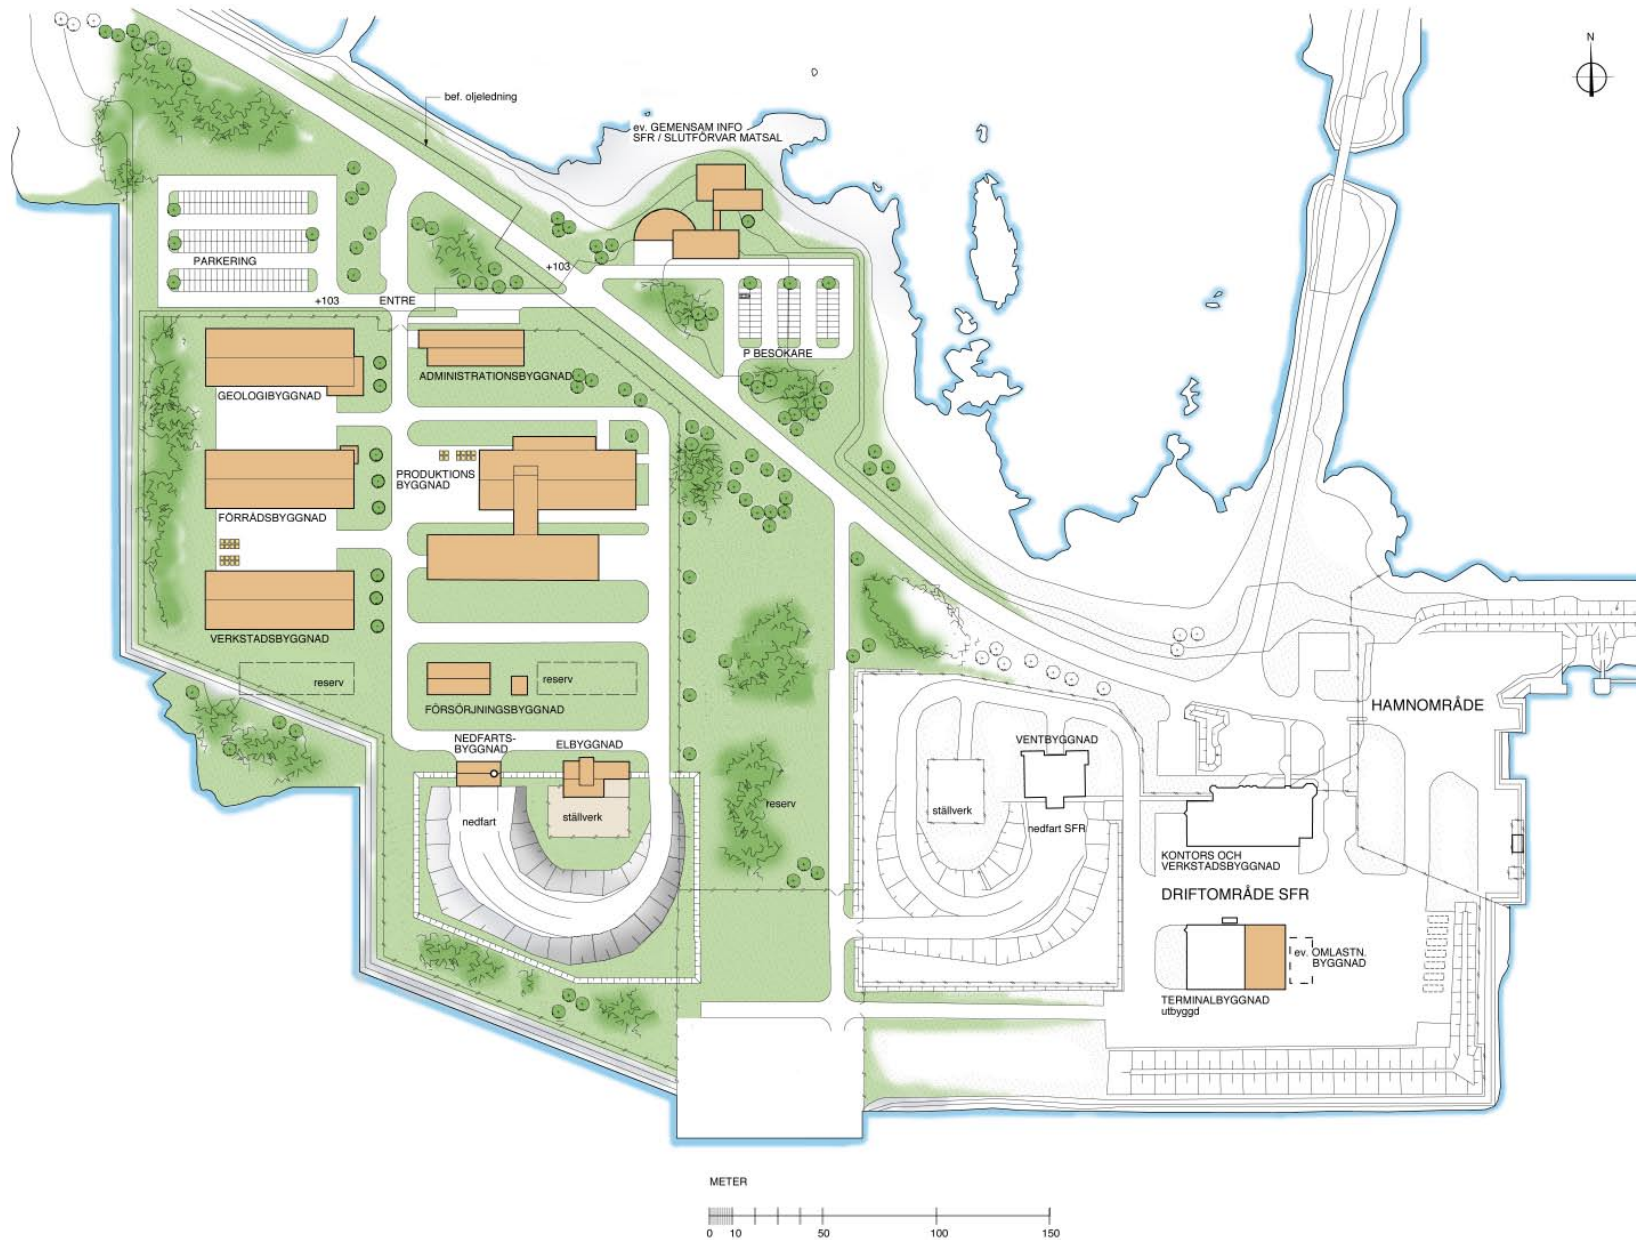 N
bef. oljeledning
ev. GEMENSAM INFO
SFR / SLUTFÖRVAR MATSAL
PARKERING
+103
ENTRE
+103
P BESÖKARE
ADMINISTRATIONSBYGGNAD
GEOLOGIBYGGNAD
PRODUKTIONS
BYGGNAD
FÖRRÅDSBYGGNAD
VERKSTADSBYGGNAD
reserv
reserv
FÖRSÖRJNINGSBYGGNAD
NEDFARTS-
BYGGNAD
ELBYGGNAD
nedfart
ställverk
reserv
VENTBYGGNAD
ställverk
nedfart SFR
HAMNOMRÅDE
KONTORS OCH
VERKSTADSBYGGNAD
DRIFTOMRÅDE SFR
ev. OMLASTN.
BYGGNAD
TERMINALBYGGNAD
utbyggd
METER
0 10 50 100 150